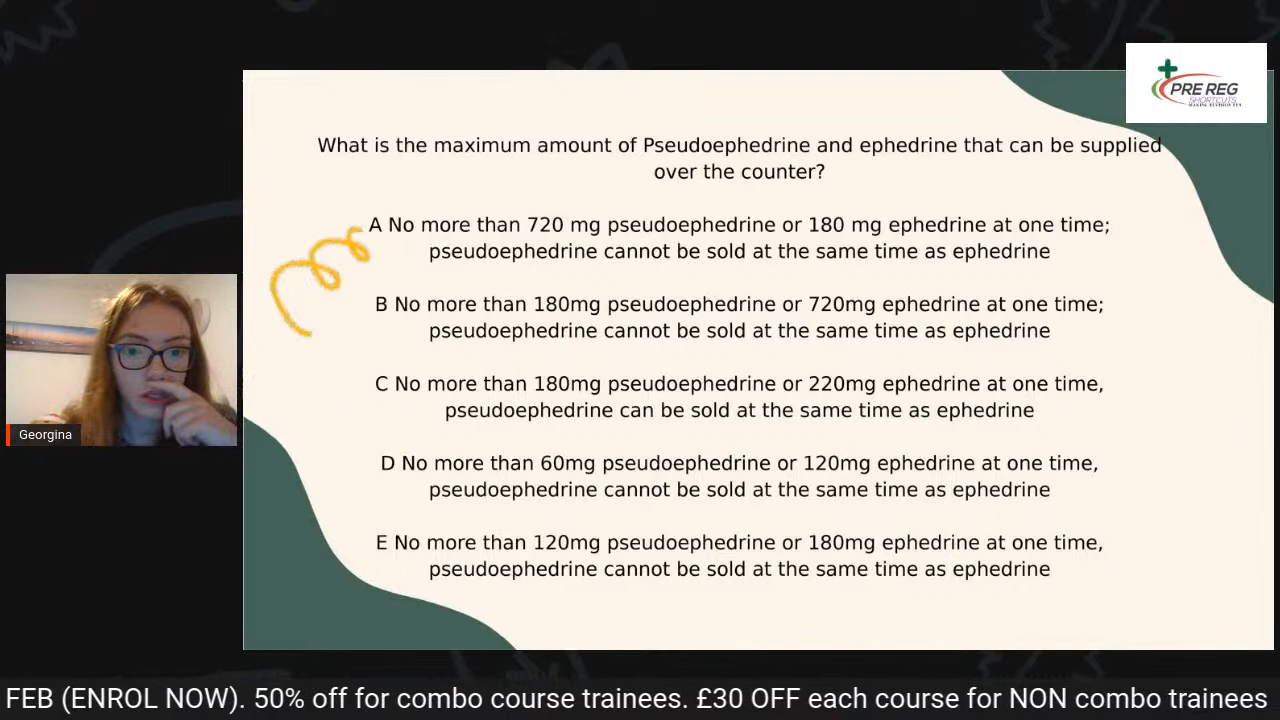 PRE REG
SHORTCUTS
MAKING REVISION FUN
What is the maximum amount of Pseudoephedrine and ephedrine that can be supplied
over the counter?
A No more than 720 mg pseudoephedrine or 180 mg ephedrine at one time;
pseudoephedrine cannot be sold at the same time as ephedrine
B No more than 180mg pseudoephedrine or 720mg ephedrine at one time;
pseudoephedrine cannot be sold at the same time as ephedrine
C No more than 180mg pseudoephedrine or 220mg ephedrine at one time,
pseudoephedrine can be sold at the same time as ephedrine
D No more than 60mg pseudoephedrine or 120mg ephedrine at one time,
pseudoephedrine cannot be sold at the same time as ephedrine
E No more than 120mg pseudoephedrine or 180mg ephedrine at one time,
pseudoephedrine cannot be sold at the same time as ephedrine
Georgina
FEB (ENROL NOW). 50% off for combo course trainees. £30 OFF each course for NON combo trainees